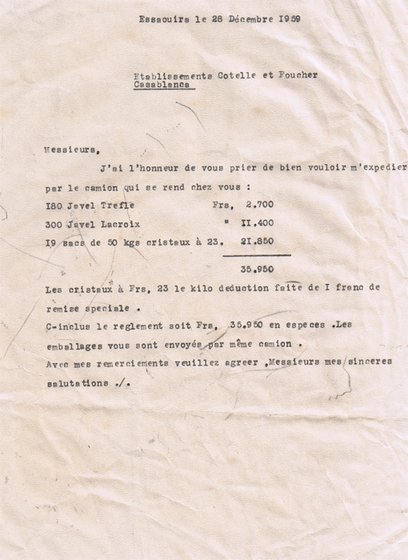 Essaouira le 28 Décembre 1959
Etablissements Cotelle et Foucher
Casablanca
Messieurs,
J'ai l'honneur de vous prier de bien vouloir m'expedier
par le camion qui se rend chez vous :
I80 Javel Trefle Frs, 2.700
300 Javel Lacroix " II.400
I9 sacs de 50 kgs cristaux à 23. 21.850
35.950
Les cristaux à Frs, 23 le kilo deduction faite de I franc de
remise speciale .
C-inclus le reglement soit Frs, 35.950 en especes .Les
emballages vous sont envoyés par même camion .
Avec mes remerciements veuillez agreer ,Messieurs mes sinceres
salutations ./.